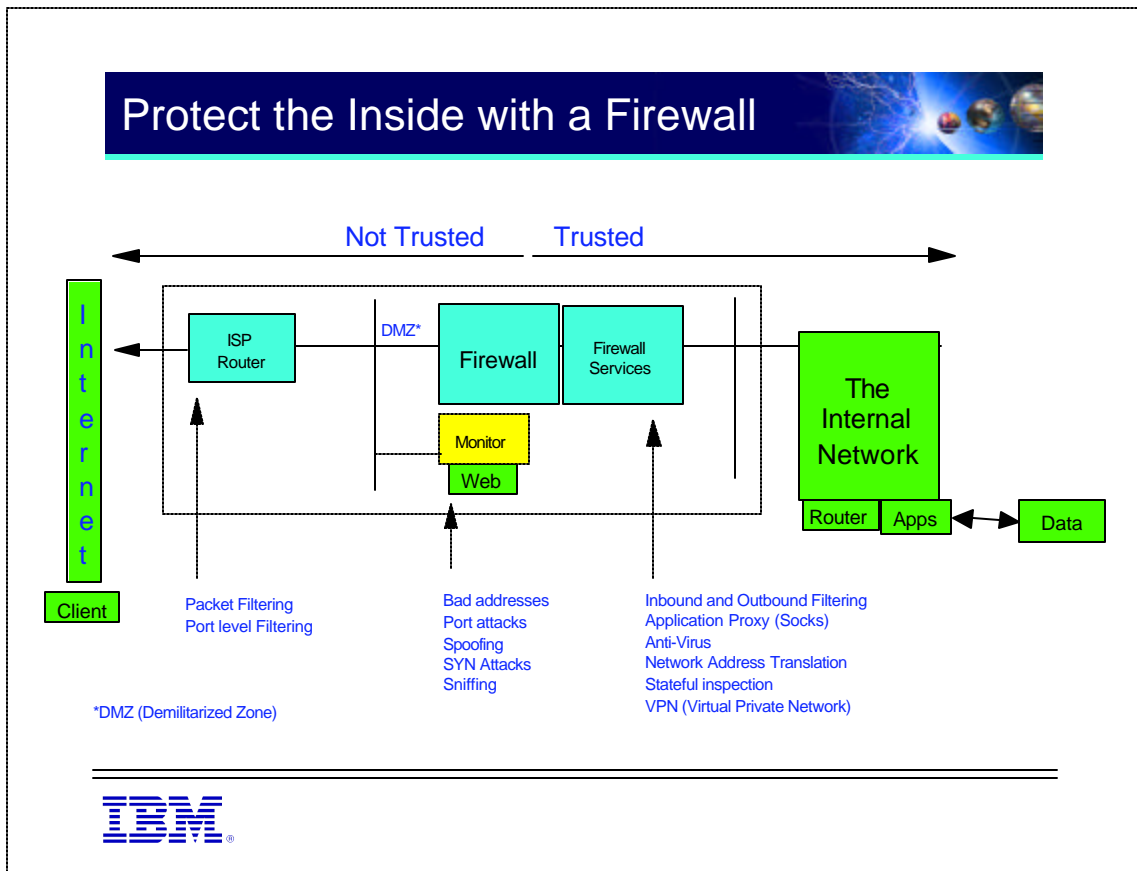 Protect the Inside with a Firewall
Not Trusted
Trusted
Internet
ISP
Router
DMZ*
Firewall
Firewall
Services
Monitor
Web
The
Internal
Network
Router
Apps
Data
Client
Packet Filtering
Port level Filtering
Bad addresses
Port attacks
Spoofing
SYN Attacks
Sniffing
Inbound and Outbound Filtering
Application Proxy (Socks)
Anti-Virus
Network Address Translation
Stateful inspection
VPN (Virtual Private Network)
*DMZ (Demilitarized Zone)
IBM®